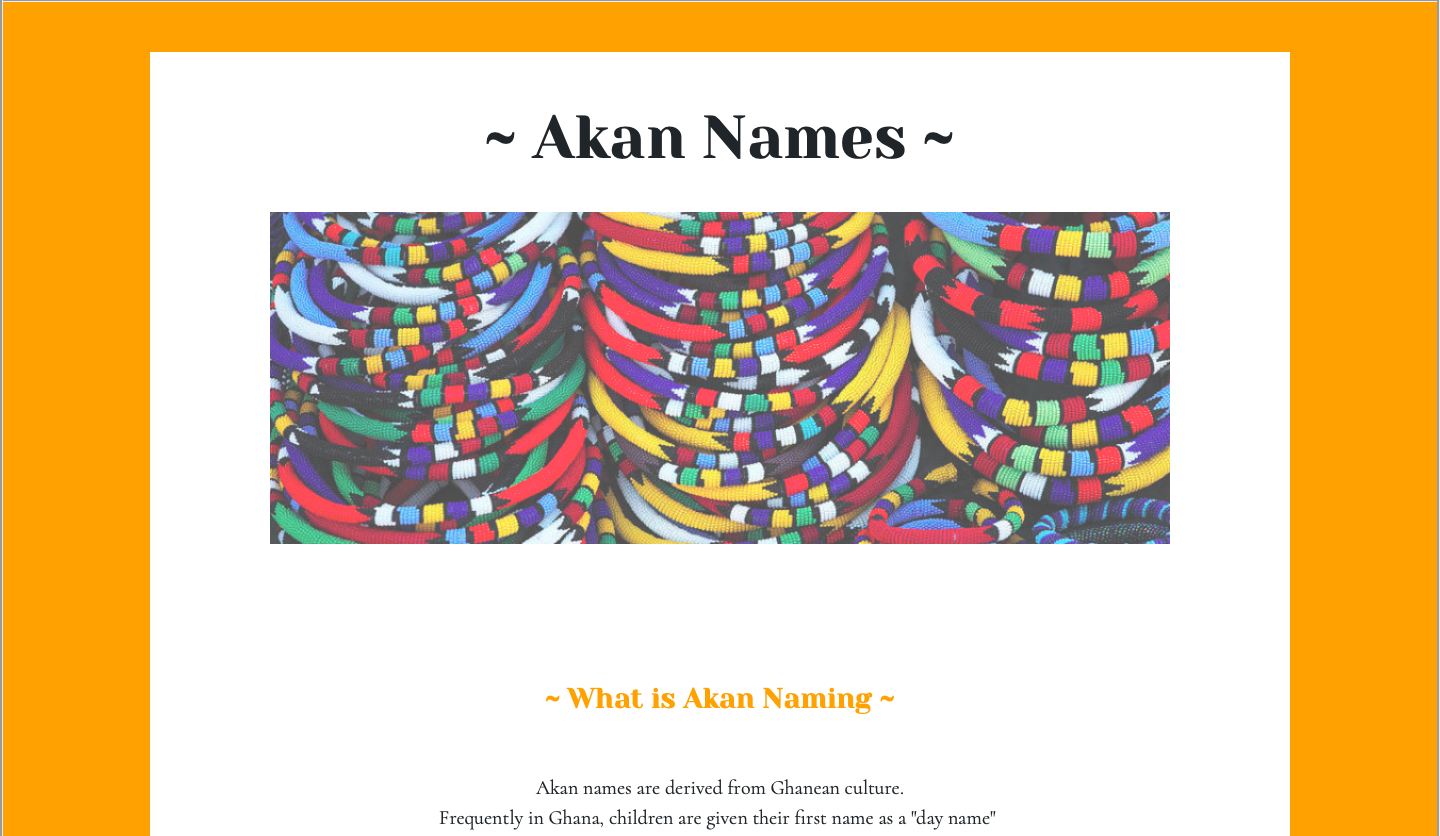 ~ Akan Names ~
~ What is Akan Naming ~
Akan names are derived from Ghanean culture.
Frequently in Ghana, children are given their first name as a "day name"